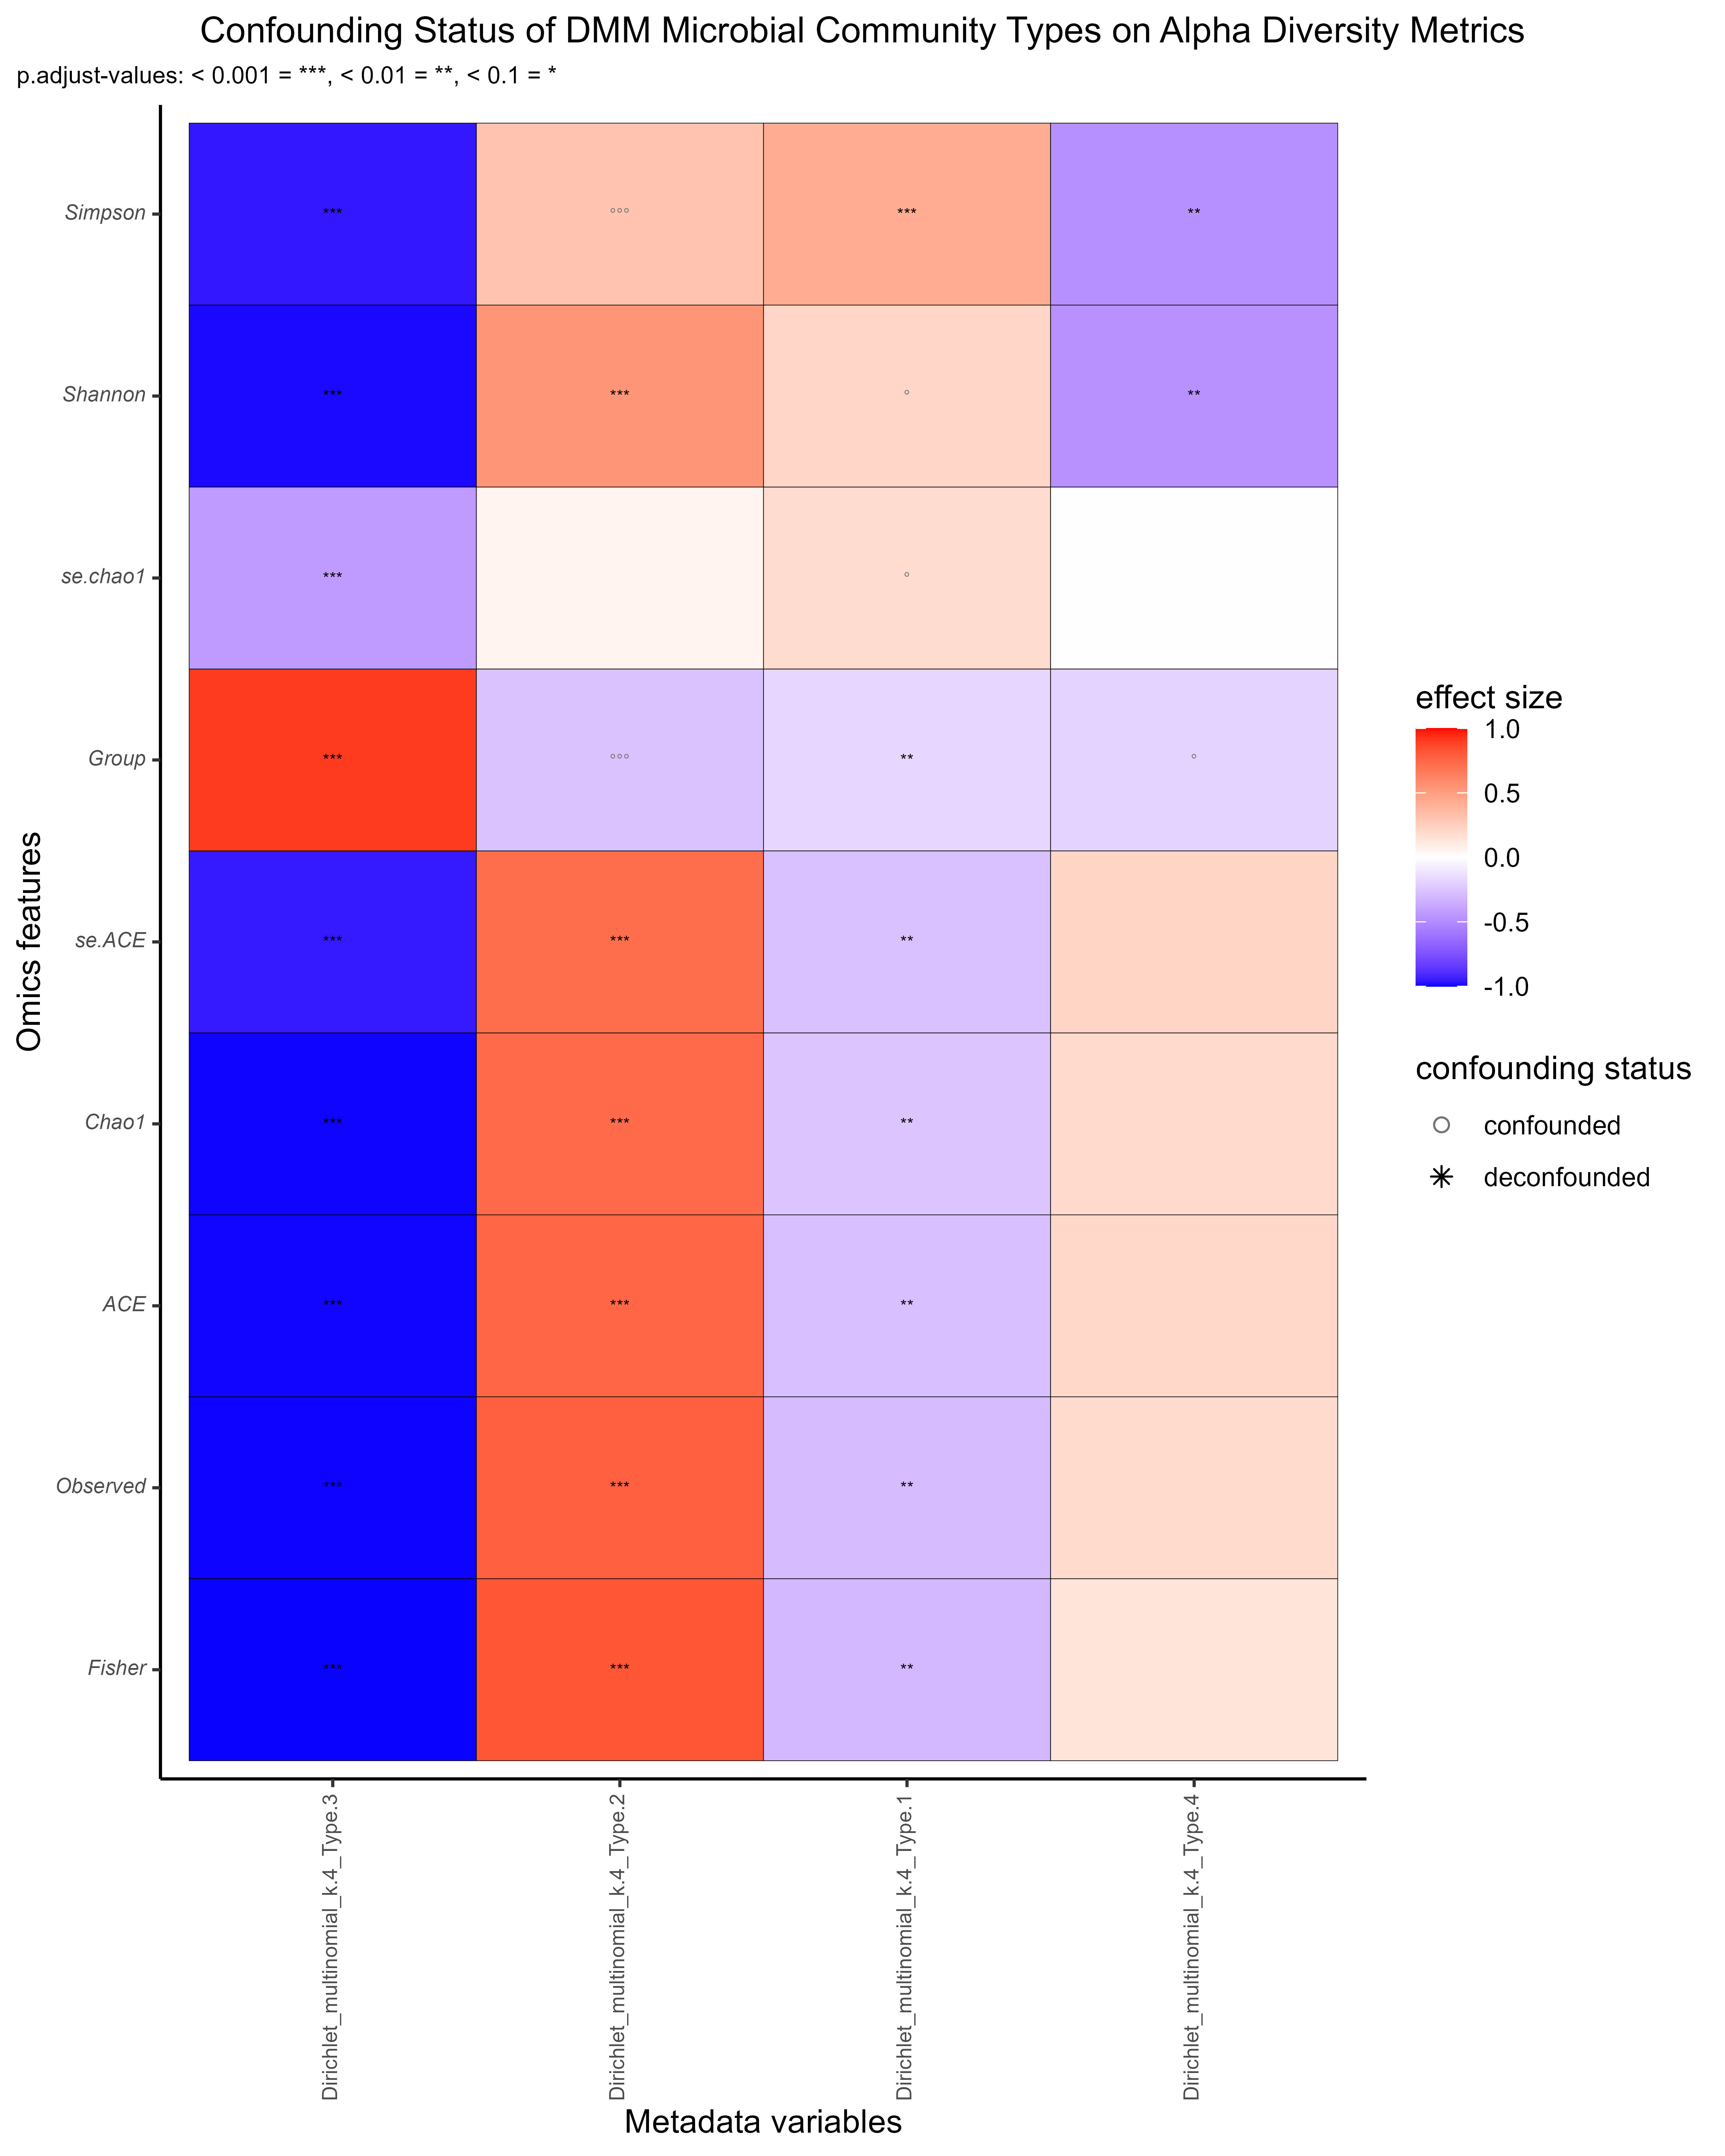 Confounding Status of DMM Microbial Community Types on Alpha Diversity Metrics
p.adjust-values: < 0.001 = ***, < 0.01 = **, < 0.1 = *
Omics features
Simpson
*** °°° *** **
Shannon
*** *** ° **
se.chao1
*** °
Group
*** °°° ** °
se.ACE
*** *** **
Chao1
*** *** **
ACE
*** *** **
Observed
*** *** **
Fisher
*** *** **
Dirichlet_multinomial_k.4_Type.3
Dirichlet_multinomial_k.4_Type.2
Dirichlet_multinomial_k.4_Type.1
Dirichlet_multinomial_k.4_Type.4
Metadata variables
effect size
1.0
0.5
0.0
-0.5
-1.0
confounding status
confounded
deconfounded